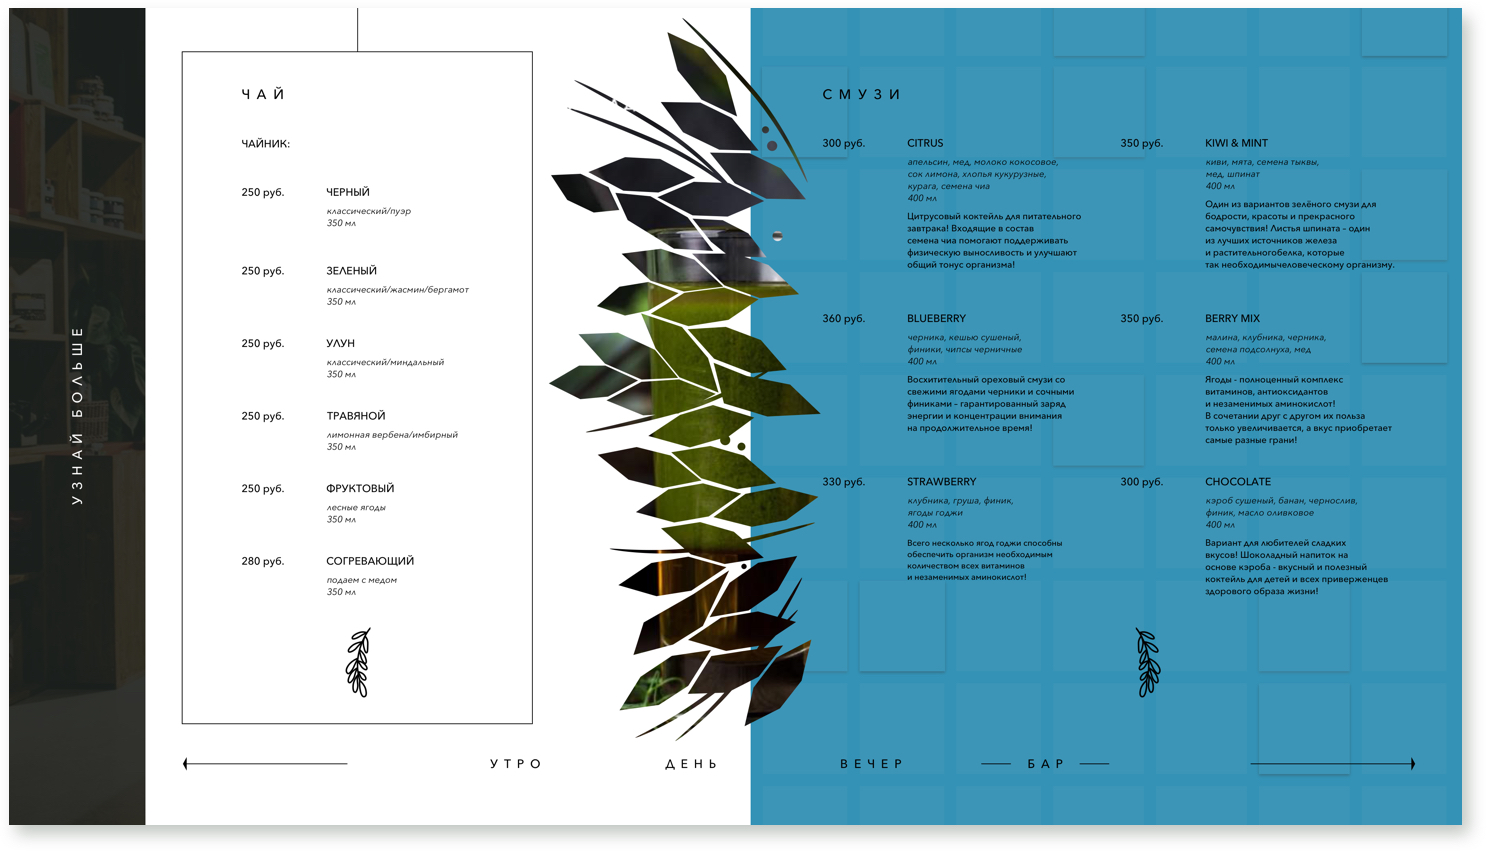 УЗНАЙ БОЛЬШЕ
ЧАЙ
ЧАЙНИК:
250 руб. ЧЕРНЫЙ
классический/пуэр
350 мл
250 руб. ЗЕЛЕНЫЙ
классический/жасмин/бергамот
350 мл
250 руб. УЛУН
классический/миндальный
350 мл
250 руб. ТРАВЯНОЙ
лимонная вербена/имбирный
350 мл
250 руб. ФРУКТОВЫЙ
лесные ягоды
350 мл
280 руб. СОГРЕВАЮЩИЙ
подаем с медом
350 мл
СМУЗИ
300 руб. CITRUS
апельсин, мед, молоко кокосовое,
сок лимона, хлопья кукурузные,
курага, семена чиа
400 мл
Цитрусовый коктейль для питательного
завтрака! Входящие в состав
семена чиа помогают поддерживать
физическую выносливость и улучшают
общий тонус организма!
360 руб. BLUEBERRY
черника, кешью сушеный,
финики, чипсы черничные
400 мл
Восхитительный ореховый смузи со
свежими ягодами черники и сочными
финиками - гарантированный заряд
энергии и концентрации внимания
на продолжительное время!
330 руб. STRAWBERRY
клубника, груша, финик,
ягоды годжи
400 мл
Всего несколько ягод годжи способны
обеспечить организм необходимым
количеством всех витаминов
и незаменимых аминокислот!
350 руб. KIWI & MINT
киви, мята, семена тыквы,
мед, шпинат
400 мл
Один из вариантов зелёного смузи для
бодрости, красоты и прекрасного
самочувствия! Листья шпината - один
из лучших источников железа
и растительногобелка, которые
так необходимычеловеческому организму.
350 руб. BERRY MIX
малина, клубника, черника,
семена подсолнуха, мед
400 мл
Ягоды - полноценный комплекс
витаминов, антиоксидантов
и незаменимых аминокислот!
В сочетании друг с другом их польза
только увеличивается, а вкус приобретает
самые разные грани!
300 руб. CHOCOLATE
кэроб сушеный, банан, чернослив,
финик, масло оливковое
400 мл
Вариант для любителей сладких
вкусов! Шоколадный напиток на
основе кэроба - вкусный и полезный
коктейль для детей и всех приверженцев
здорового образа жизни!
УТРО ДЕНЬ ВЕЧЕР БАР